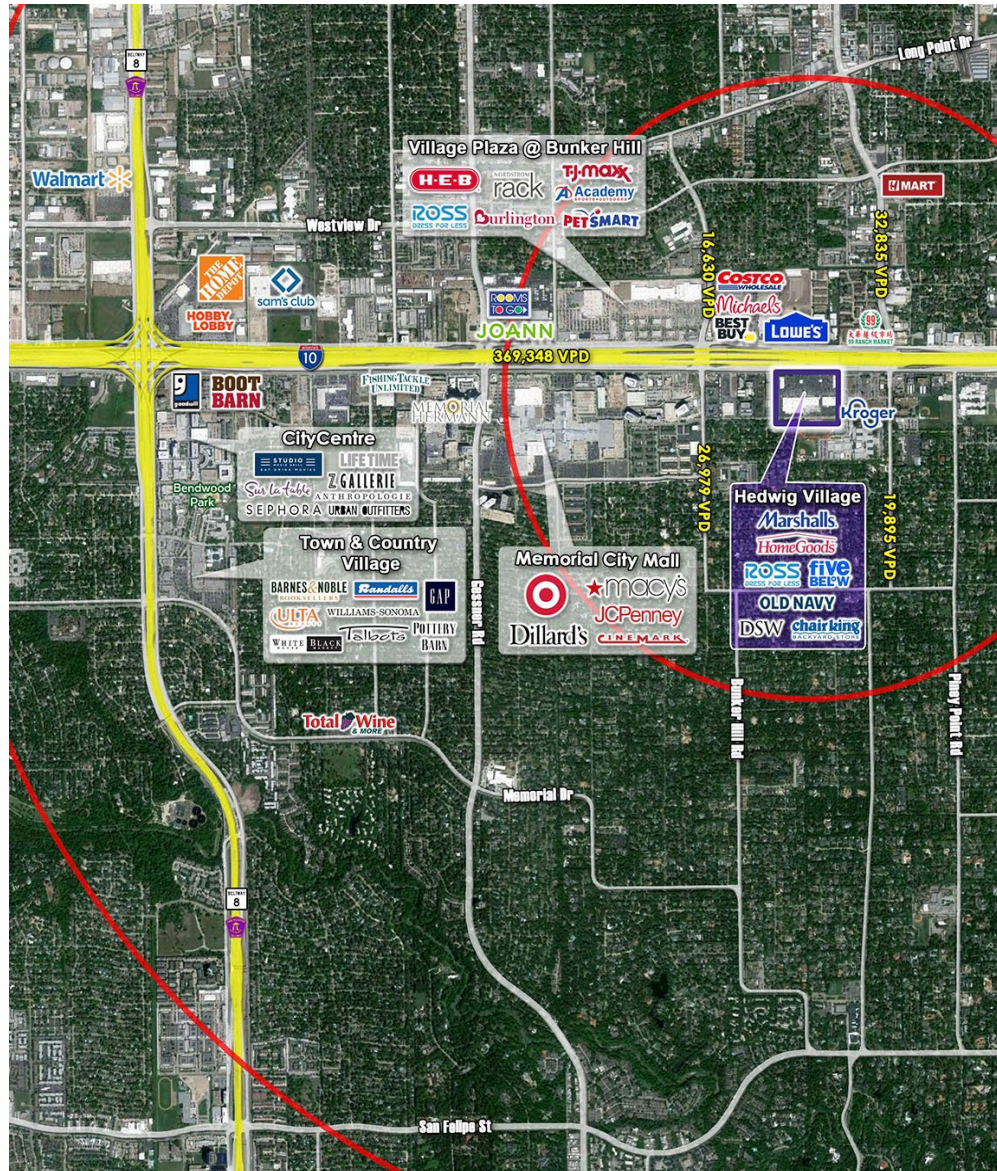 Long Point Dr
BELTWAY
8
Village Plaza @ Bunker Hill
H-E-B
NORDSTROM
rack
T.J.maxx
Academy
SPORTS+OUTDOORS
ROSS
DRESS FOR LESS
Burlington
PETSMART
Walmart
H MART
Westview Dr
16,630 VPD
32,835 VPD
THE HOME DEPOT
sam's club
HOBBY
LOBBY
ROOMS
TO GO
JOANN
COSTCO
WHOLESALE
Michaels
BEST
BUY
LOWE'S
99
99 RANCH MARKET
369,348 VPD
10
goodwill
BOOT
BARN
FISHING TACKLE
UNLIMITED
MEMORIAL
HERMANN
Kroger
CityCentre
STUDIO
MOVIE GRILL
EAT·DRINK·MOVIES
LIFE TIME
Sur la table
Z GALLERIE
ANTHROPOLOGIE
SEPHORA
URBAN OUTFITTERS
Bendwood
Park
26,979 VPD
19,895 VPD
Hedwig Village
Marshalls.
HomeGoods
ROSS
DRESS FOR LESS
five
BELOW
OLD NAVY
DSW
chair king
BACKYARD STORE
Town & Country
Village
BARNES & NOBLE
BOOKSELLERS
Randalls
GAP
ULTA
BEAUTY
WILLIAMS-SONOMA
Talbots
POTTERY
BARN
WHITE
HOUSE
BLACK
MARKET
Memorial City Mall
macy's
JCPenney
Dillard's
CINEMARK
Gessner Rd
Bunker Hill Rd
Piney Point Rd
Total Wine
& MORE
Memorial Dr
BELTWAY
8
San Felipe St